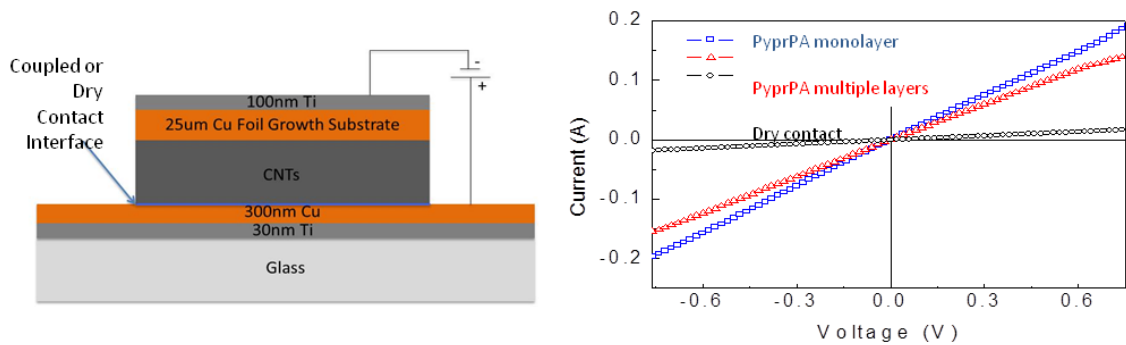 Coupled or
Dry
Contact
Interface
-
+
100nm Ti
25um Cu Foil Growth Substrate
CNTs
300nm Cu
30nm Ti
Glass
0.2
0.1
0.0
-0.1
-0.2
Current (A)
PyprPA monolayer
PyprPA multiple layers
Dry contact
-0.6 -0.3 0.0 0.3 0.6
Voltage (V)